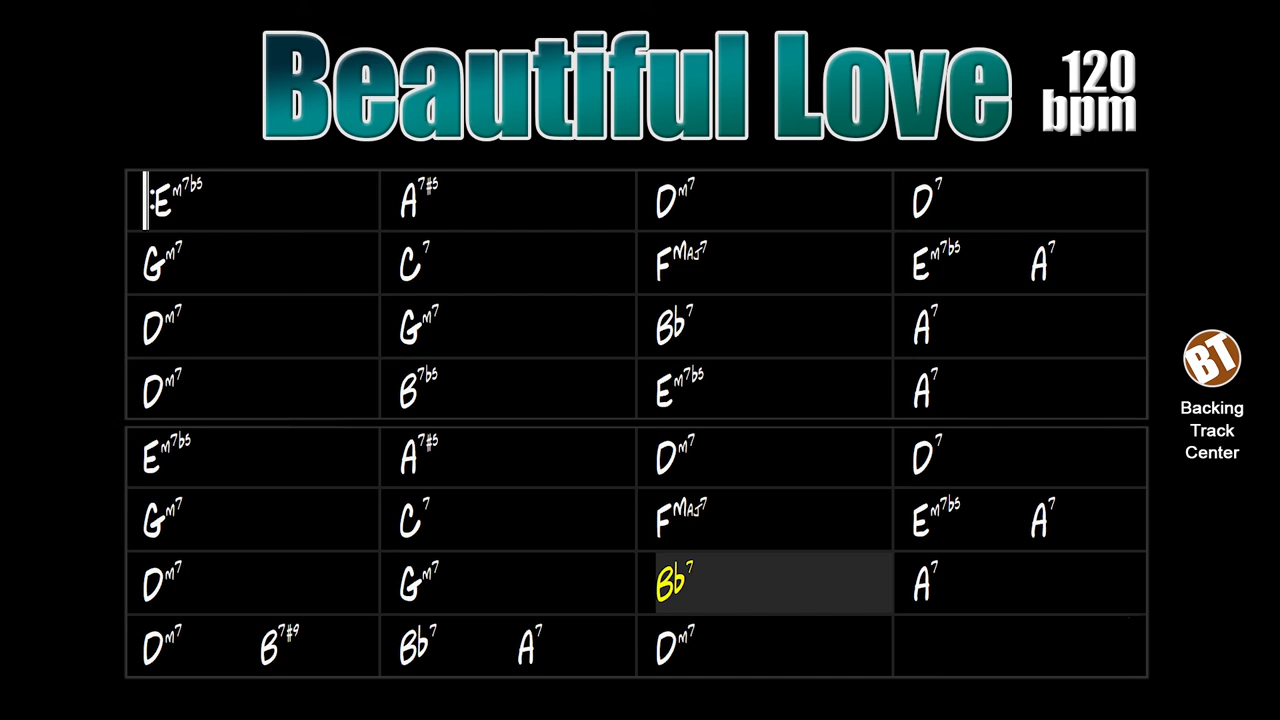 Beautiful Love
120
bpm
Em7b5 A7#5 Dm7 D7
Gm7 C7 FMAJ7 Em7b5 A7
Dm7 Gm7 Bb7 A7
Dm7 B7b5 Em7b5 A7
Em7b5 A7#5 Dm7 D7
Gm7 C7 FMAJ7 Em7b5 A7
Dm7 Gm7 Bb7 A7
Dm7 B7#9 Bb7 A7 Dm7
BT
Backing
Track
Center